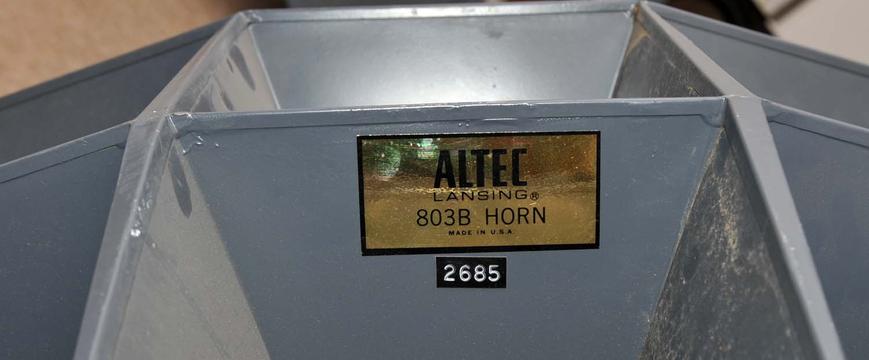 ALTEC
LANSING®
803B HORN
MADE IN U.S.A.
2685